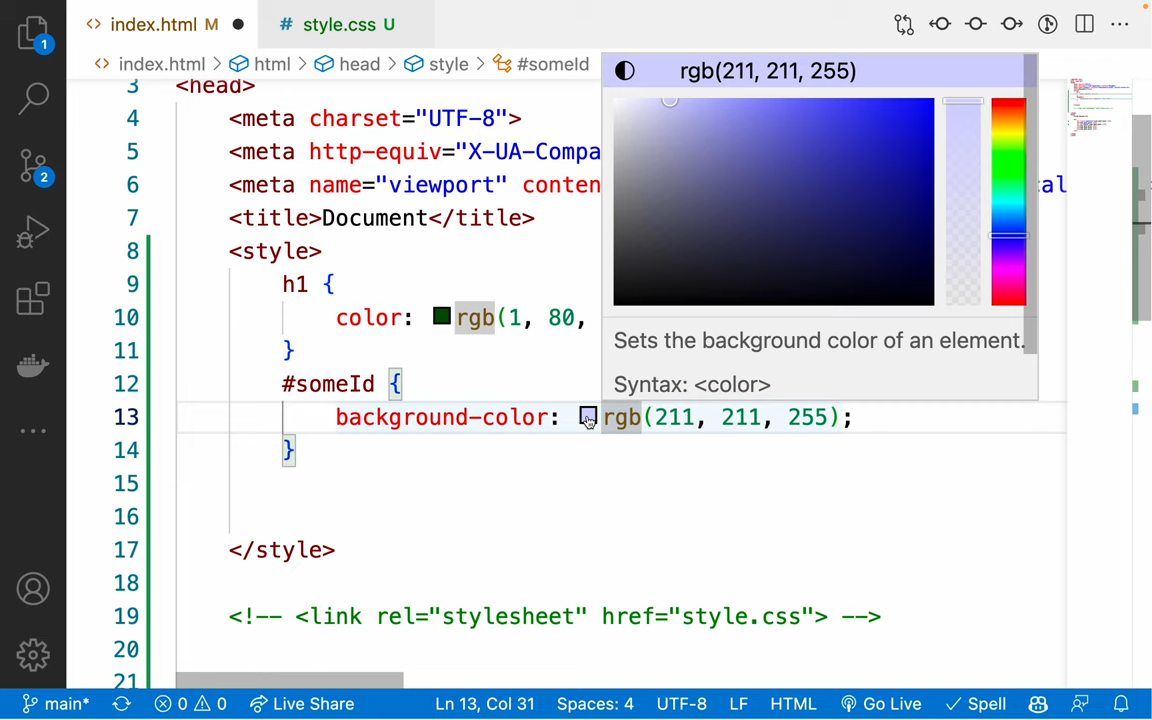 index.html M
# style.css U
1
index.html > html > head > style > #someId
rgb(211, 211, 255)
3 <head>
4 <meta charset="UTF-8">
5 <meta http-equiv="X-UA-Compa
6 <meta name="viewport" conten
7 <title>Document</title>
2
8 <style>
9 h1 {
10 color: rgb(1, 80,
Sets the background color of an element.
11 }
12 #someId {
Syntax: <color>
13 background-color: rgb(211, 211, 255);
14 }
15
16
17 </style>
18
19 <!-- <link rel="stylesheet" href="style.css"> -->
20
21
main* 0 0 Live Share Ln 13, Col 31 Spaces: 4 UTF-8 LF HTML Go Live Spell